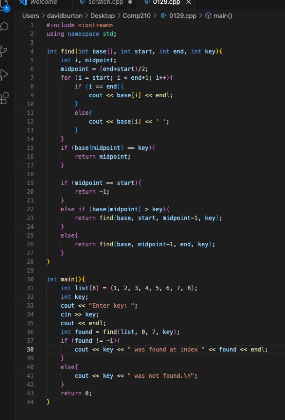 Welcome
scratch.cpp
0129.cpp
Users > davidburton > Desktop > Comp210 > 0129.cpp > main()
1 #include <iostream>
2 using namespace std;
3
4 int find(int base[], int start, int end, int key){
5 int i, midpoint;
6 midpoint = (end+start)/2;
7 for (i = start; i < end+1; i++){
8 if (i == end){
9 cout << base[i] << endl;
10 }
11 else{
12 cout << base[i] << ' ';
13 }
14 }
15 if (base[midpoint] == key){
16 return midpoint;
17 }
18
19
20 if (midpoint == start){
21 return -1;
22 }
23 else if (base[midpoint] > key){
24 return find(base, start, midpoint-1, key);
25 }
26 else{
27 return find(base, midpoint+1, end, key);
28 }
29 }
30
31 int main(){
32 int list[8] = {1, 2, 3, 4, 5, 6, 7, 8};
33 int key;
34 cout << "Enter key: ";
35 cin >> key;
36 cout << endl;
37 int found = find(list, 0, 7, key);
38 if (found != -1){
39 cout << key << " was found at insex " << found << endl;
40 }
41 else{
42 cout << key << " was not found.\n";
43 }
44 return 0;
45 }